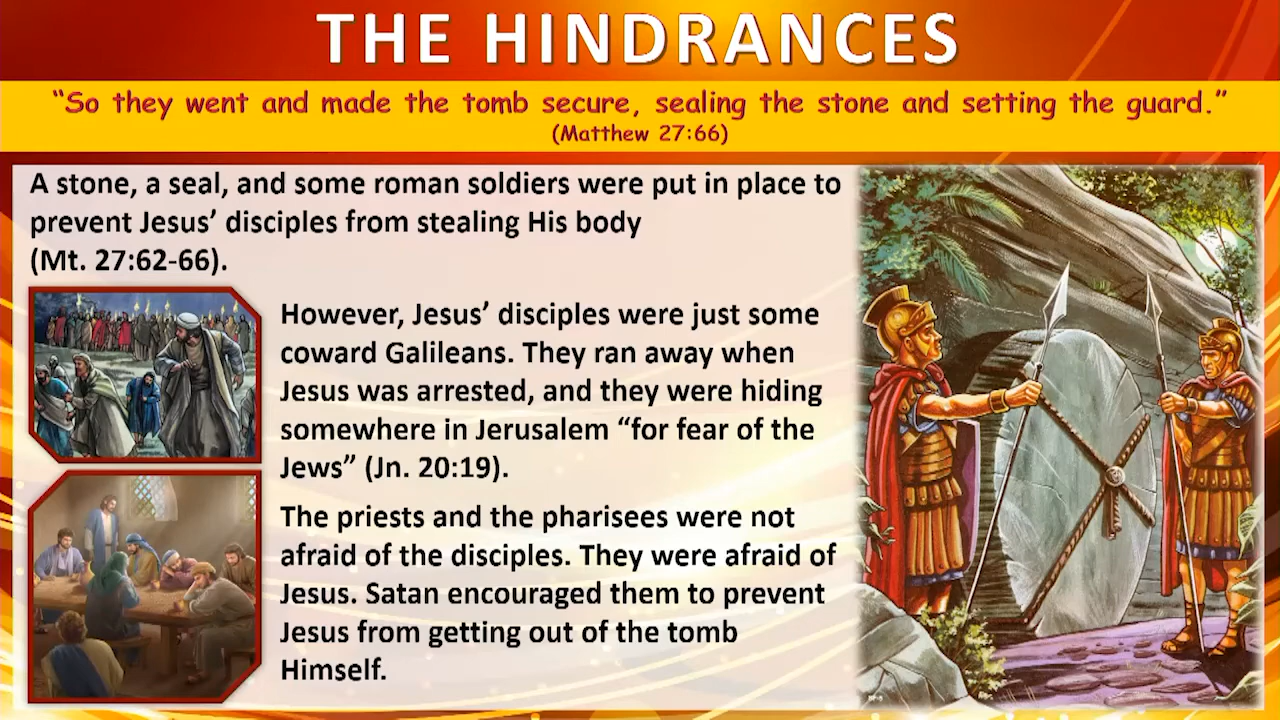 THE HINDRANCES
“So they went and made the tomb secure, sealing the stone and setting the guard.”
(Matthew 27:66)
A stone, a seal, and some roman soldiers were put in place to
prevent Jesus’ disciples from stealing His body
(Mt. 27:62-66).
However, Jesus’ disciples were just some
coward Galileans. They ran away when
Jesus was arrested, and they were hiding
somewhere in Jerusalem “for fear of the
Jews” (Jn. 20:19).
The priests and the pharisees were not
afraid of the disciples. They were afraid of
Jesus. Satan encouraged them to prevent
Jesus from getting out of the tomb
Himself.